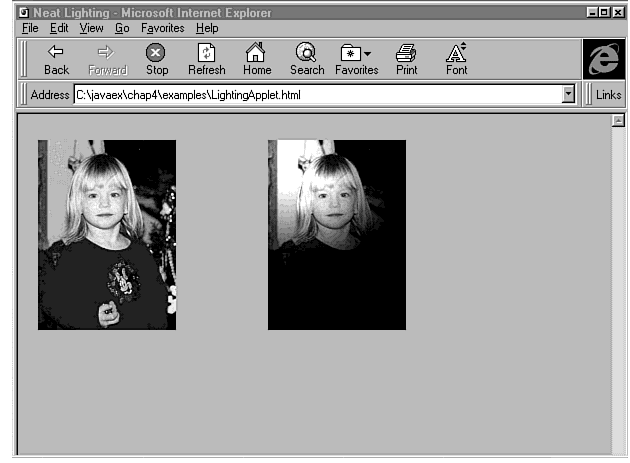 Neat Lighting - Microsoft Internet Explorer
File Edit View Go Favorites Help
Back Forward Stop Refresh Home Search Favorites Print Font
Address C:\javaex\chap4\examples\LightingApplet.html Links